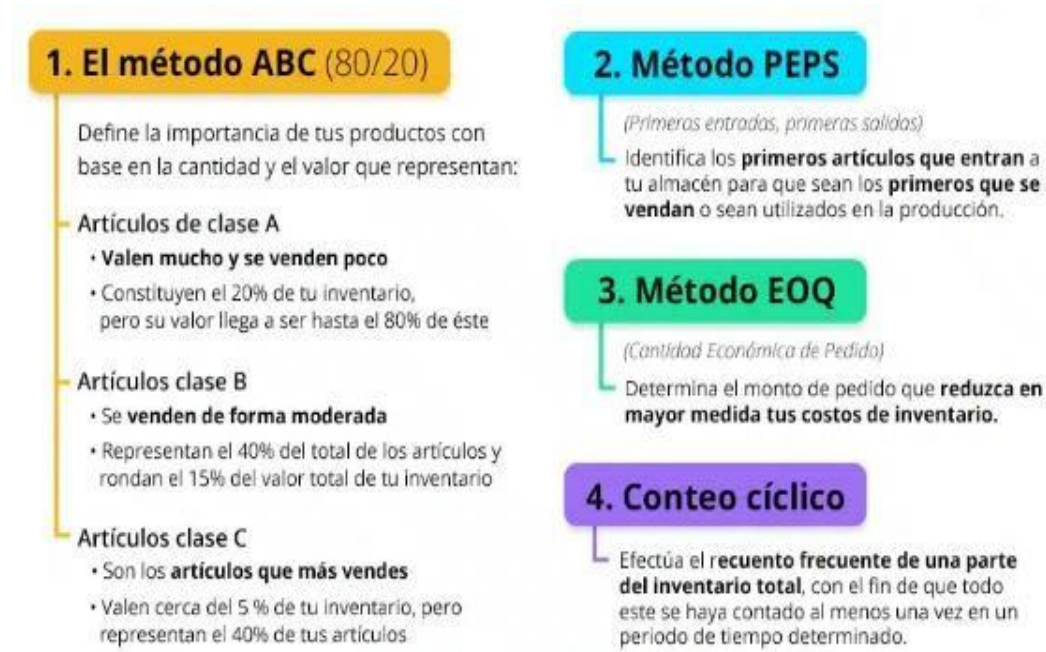 1. El método ABC (80/20)
Define la importancia de tus productos con
base en la cantidad y el valor que representan:
Artículos de clase A
• Valen mucho y se venden poco
• Constituyen el 20% de tu inventario,
pero su valor llega a ser hasta el 80% de éste
Artículos clase B
• Se venden de forma moderada
• Representan el 40% del total de los artículos y
rondan el 15% del valor total de tu inventario
Artículos clase C
• Son los artículos que más vendes
• Valen cerca del 5 % de tu inventario, pero
representan el 40% de tus artículos
2. Método PEPS
(Primeras entradas, primeras salidas)
Identifica los primeros artículos que entran a
tu almacén para que sean los primeros que se
vendan o sean utilizados en la producción.
3. Método EOQ
(Cantidad Económica de Pedido)
Determina el monto de pedido que reduzca en
mayor medida tus costos de inventario.
4. Conteo cíclico
Efectúa el recuento frecuente de una parte
del inventario total, con el fin de que todo
este se haya contado al menos una vez en un
periodo de tiempo determinado.